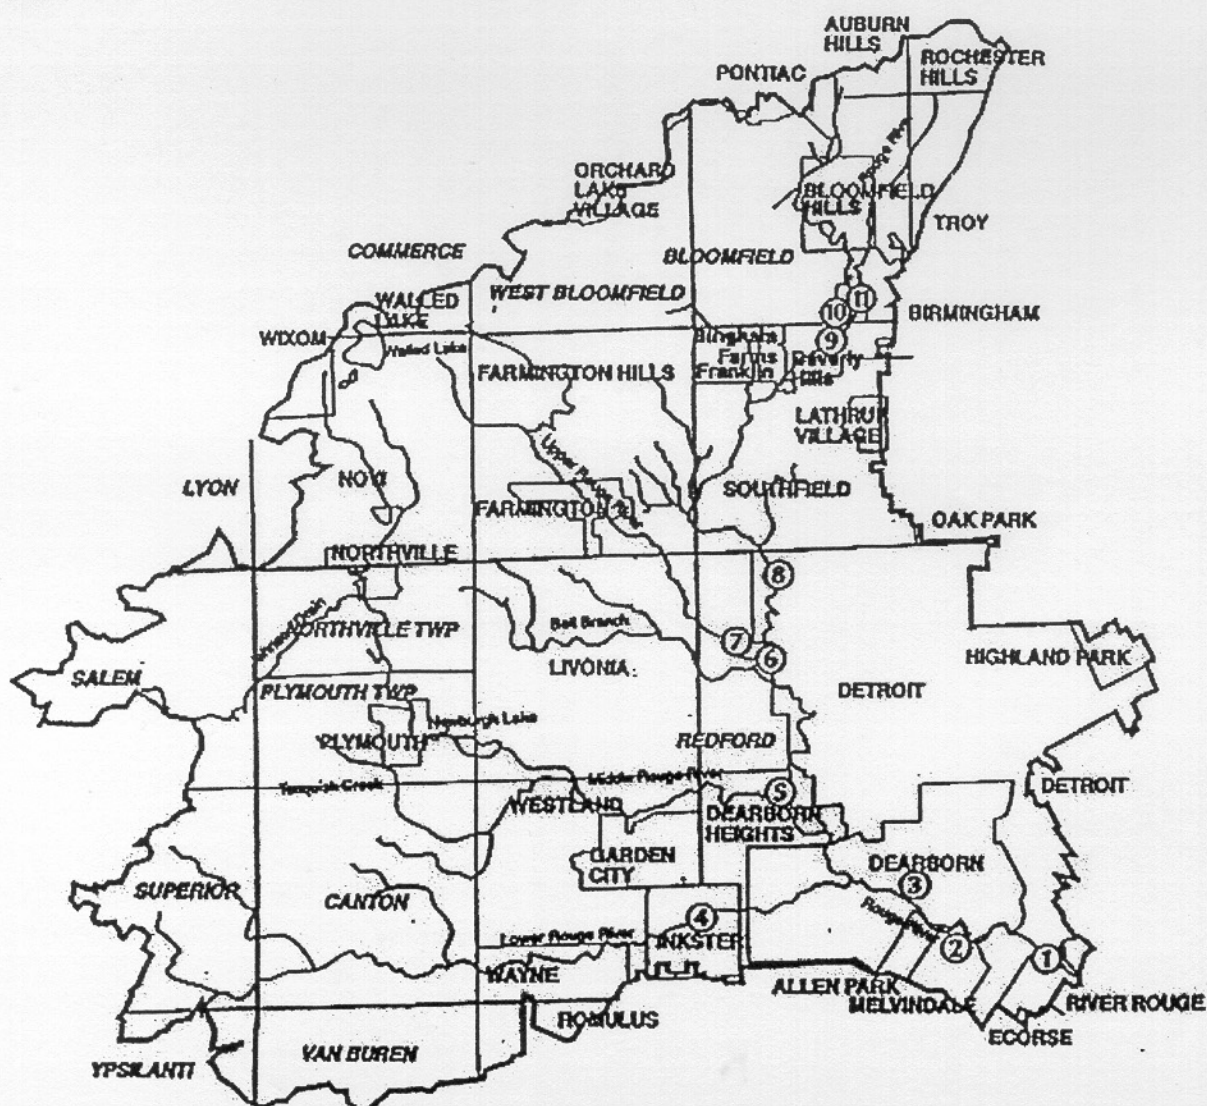 AUBURN
HILLS
ROCHESTER
HILLS
PONTIAC
Rouge River
ORCHARD
LAKE
VILLAGE
BLOOMFIELD
HILLS
TROY
COMMERCE
BLOOMFIELD
WEST BLOOMFIELD
WALLED
LAKE
11
10
BIRMINGHAM
WIXOM
Walled Lake
Bingham
Farms
Franklin
9
Beverly
Hills
FARMINGTON HILLS
LATHRUP
VILLAGE
Upper
LYON
NOVI
SOUTHFIELD
FARMINGTON
OAK PARK
NORTHVILLE
8
Drain
NORTHVILLE TWP
Bell Branch
7
6
HIGHLAND PARK
LIVONIA
SALEM
PLYMOUTH TWP
DETROIT
Newburgh Lake
PLYMOUTH
REDFORD
Tonquish Creek
Middle Rouge River
5
DETROIT
WESTLAND
DEARBORN
HEIGHTS
GARDEN
CITY
DEARBORN
3
SUPERIOR
CANTON
4
Rouge River
Lower Rouge River
INKSTER
2
1
WAYNE
ALLEN PARK
MELVINDALE
RIVER ROUGE
ROMULUS
ECORSE
VAN BUREN
YPSILANTI